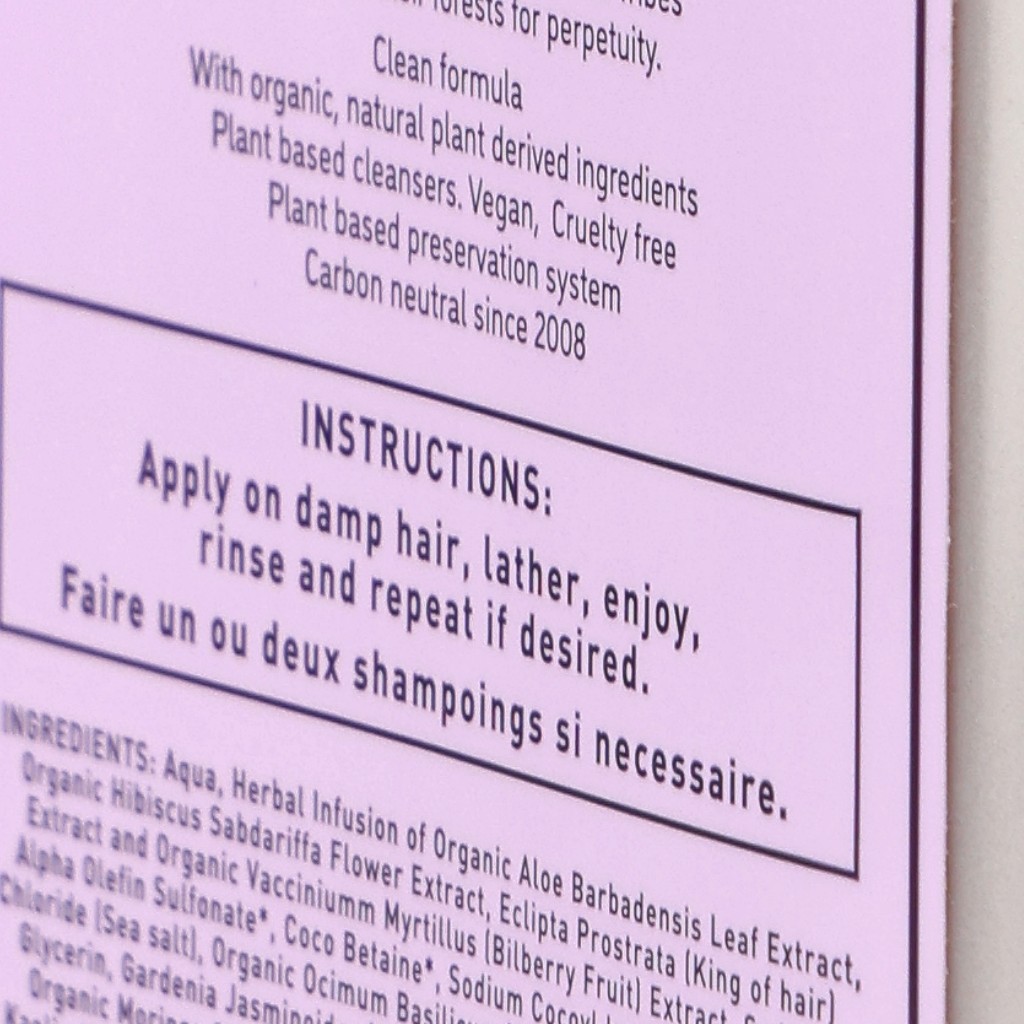 forests for perpetuity.
Clean formula
With organic, natural plant derived ingredients
Plant based cleansers. Vegan, Cruelty free
Plant based preservation system
Carbon neutral since 2008
INSTRUCTIONS:
Apply on damp hair, lather, enjoy,
rinse and repeat if desired.
Faire un ou deux shampoings si necessaire.
INGREDIENTS: Aqua, Herbal Infusion of Organic Aloe Barbadensis Leaf Extract,
Organic Hibiscus Sabdariffa Flower Extract, Eclipta Prostrata (King of hair)
Extract and Organic Vacciniumm Myrtillus (Bilberry Fruit) Extract,
Alpha Olefin Sulfonate*, Coco Betaine*, Sodium
Chloride (Sea salt), Organic Ocimum
Glycerin, Gardenia
Organic